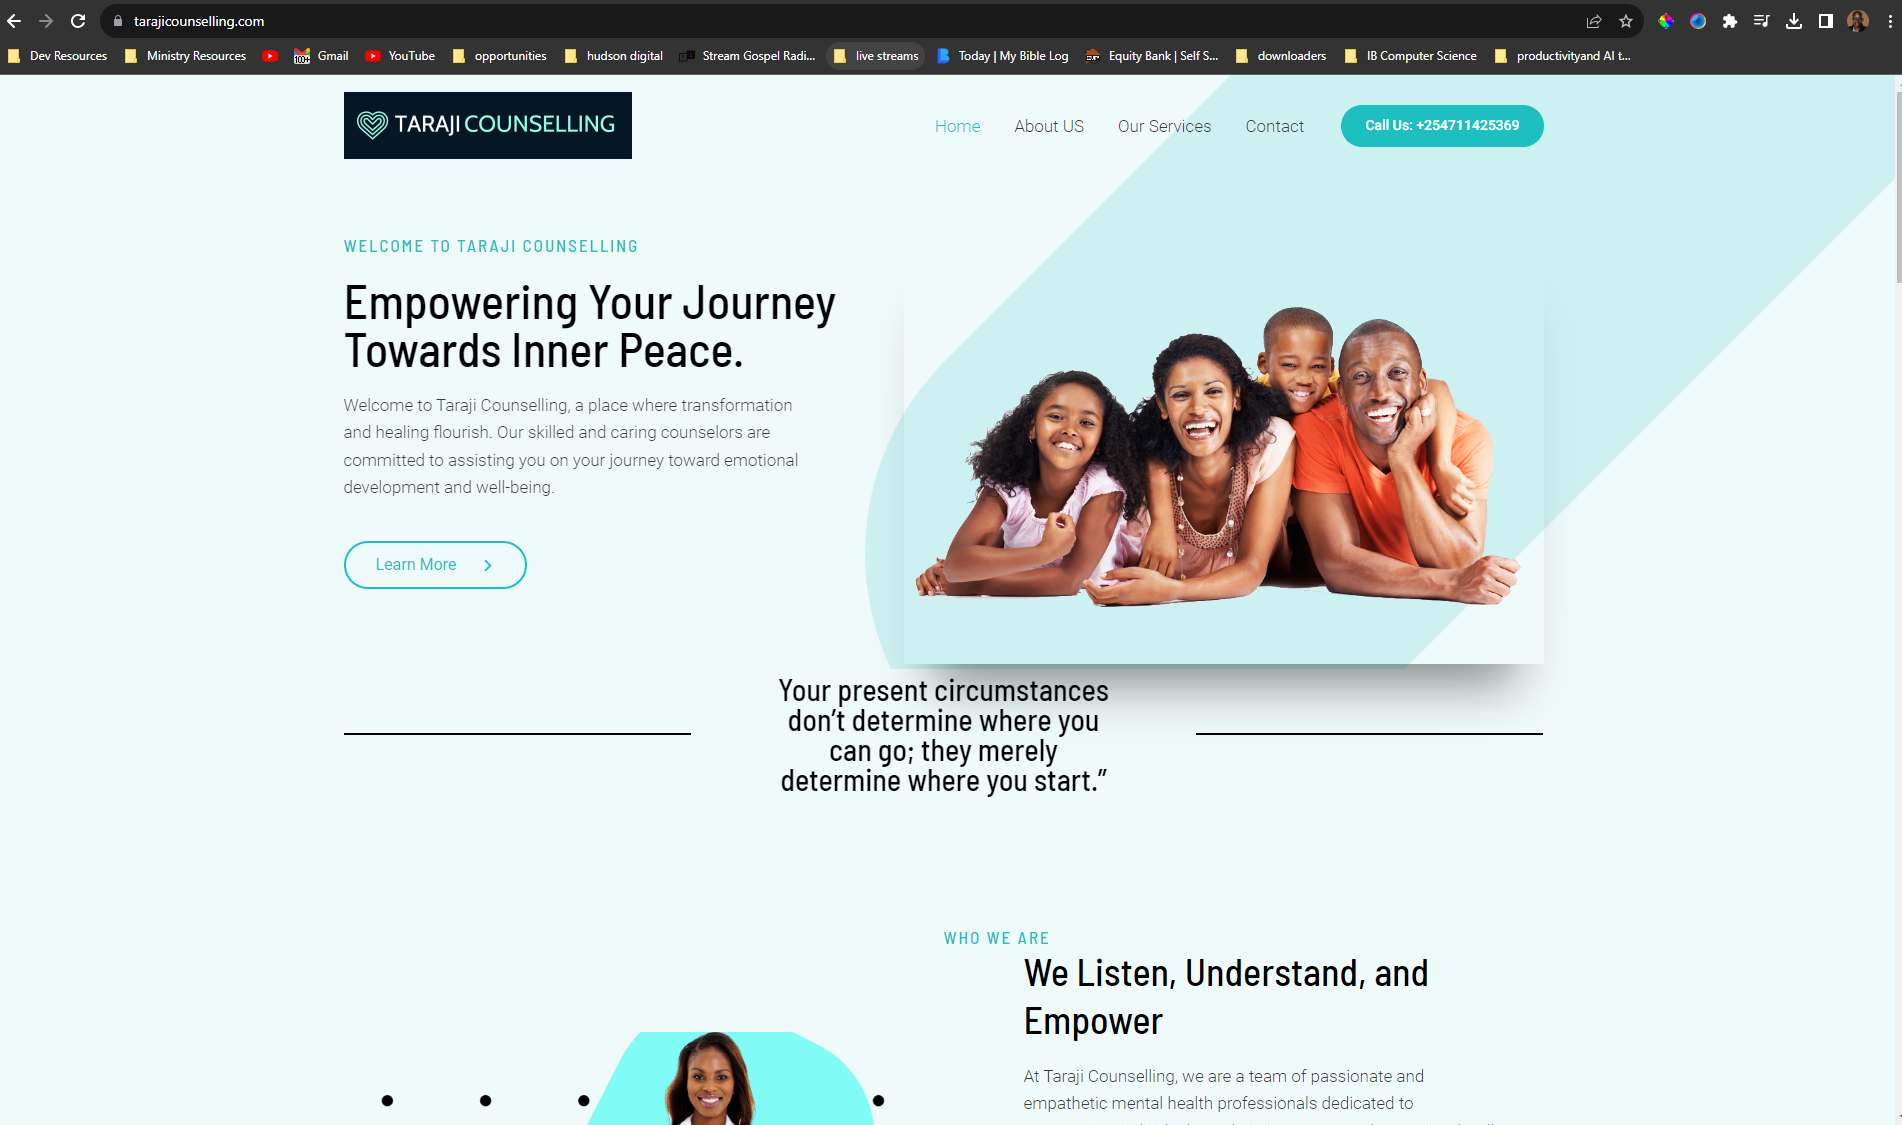 tarajicounselling.com
Dev Resources
Ministry Resources
100+
Gmail
YouTube
opportunities
hudson digital
Stream Gospel Radi...
live streams
Today | My Bible Log
Equity Bank | Self S...
downloaders
IB Computer Science
productivityand AI t...
TARAJI COUNSELLING
Home
About US
Our Services
Contact
Call Us: +254711425369
WELCOME TO TARAJI COUNSELLING
Empowering Your Journey
Towards Inner Peace.
Welcome to Taraji Counselling, a place where transformation
and healing flourish. Our skilled and caring counselors are
committed to assisting you on your journey toward emotional
development and well-being.
Learn More
Your present circumstances
don’t determine where you
can go; they merely
determine where you start.”
WHO WE ARE
We Listen, Understand, and
Empower
At Taraji Counselling, we are a team of passionate and
empathetic mental health professionals dedicated to